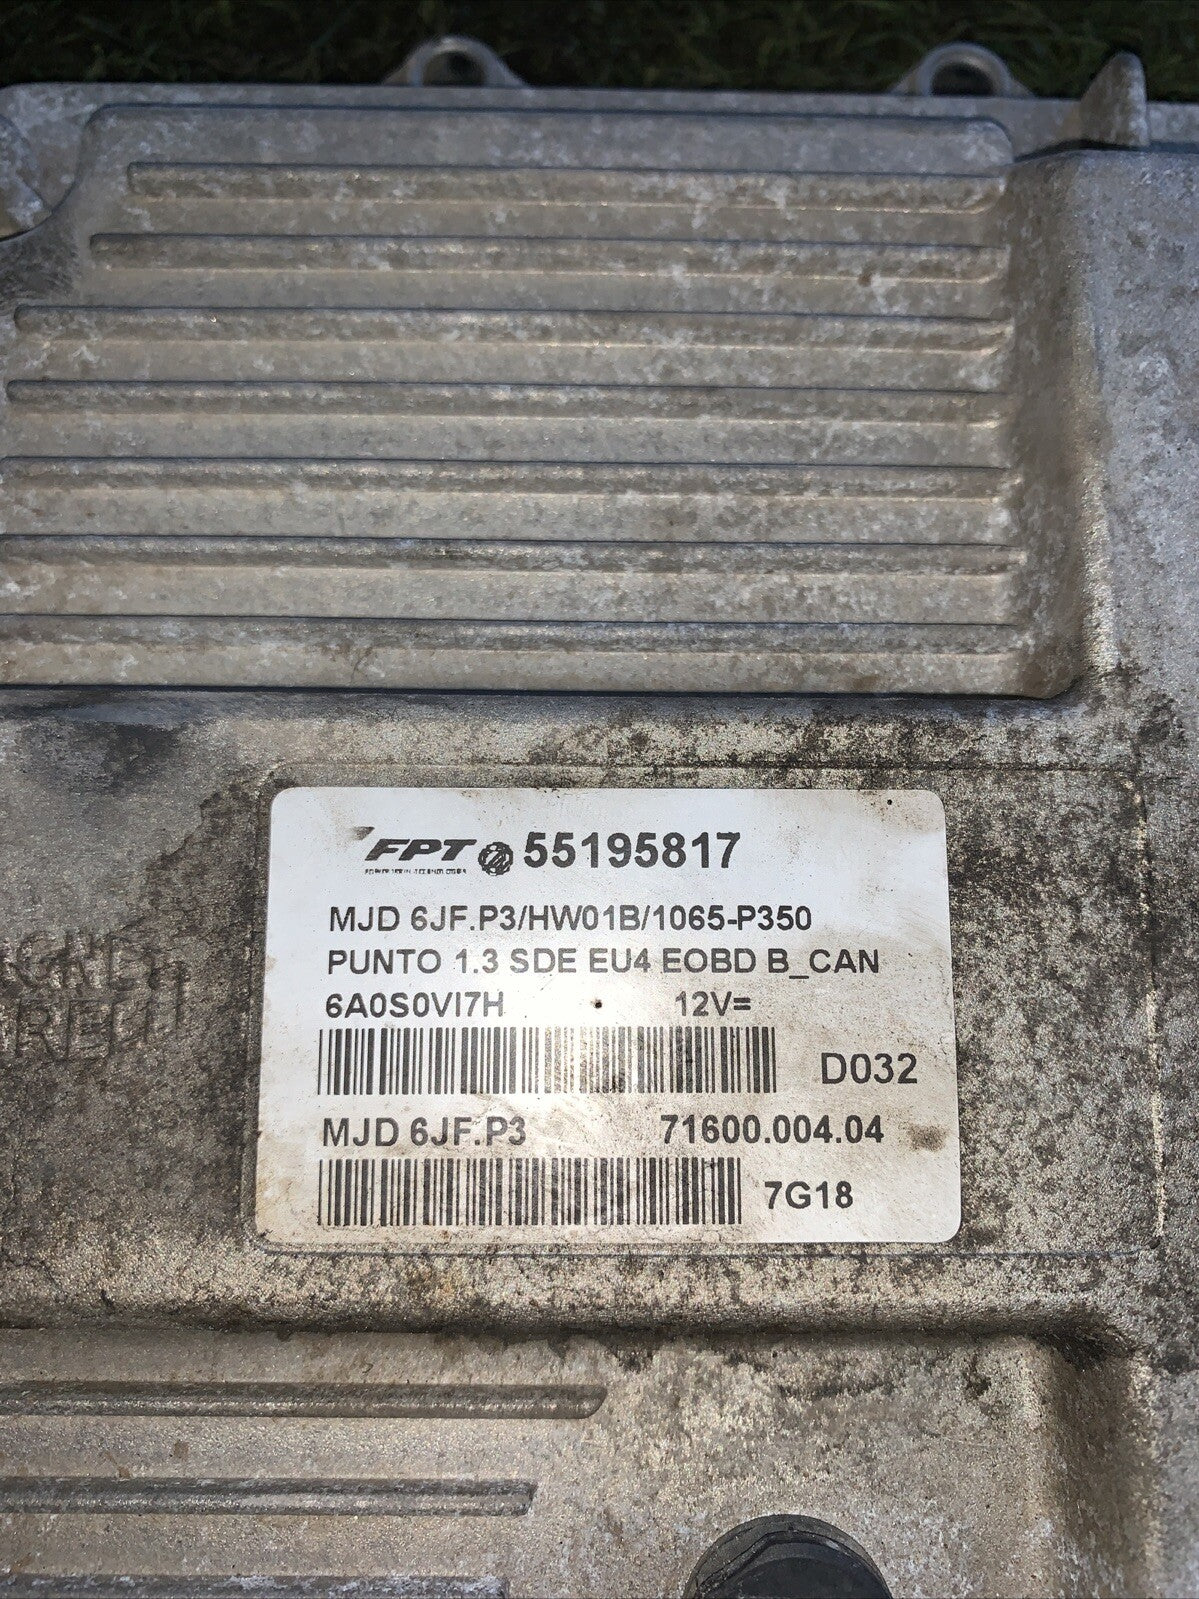 FPT 55195817
MJD 6JF.P3/HW01B/1065-P350
PUNTO 1.3 SDE EU4 EOBD B_CAN
6A0S0VI7H 12V=
D032
MJD 6JF.P3 71600.004.04
7G18